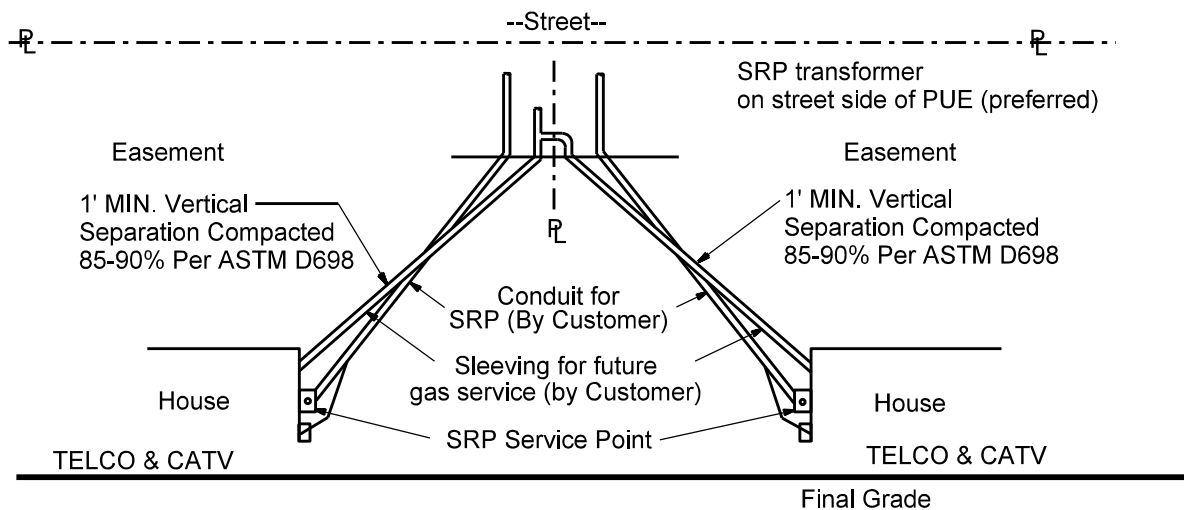 --Street--
PL
PL
SRP transformer
on street side of PUE (preferred)
Easement
Easement
1' MIN. Vertical
Separation Compacted
85-90% Per ASTM D698
1' MIN. Vertical
Separation Compacted
85-90% Per ASTM D698
PL
Conduit for
SRP (By Customer)
Sleeving for future
gas service (by Customer)
House
House
SRP Service Point
TELCO & CATV
TELCO & CATV
Final Grade